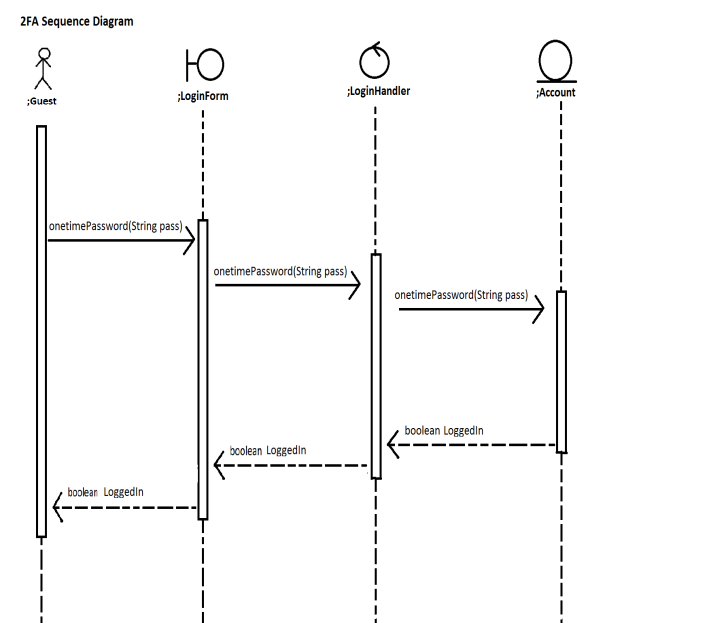 2FA Sequence Diagram
;Guest
;LoginForm
;LoginHandler
;Account
onetimePassword(String pass)
onetimePassword(String pass)
onetimePassword(String pass)
boolean LoggedIn
boolean LoggedIn
boolean LoggedIn